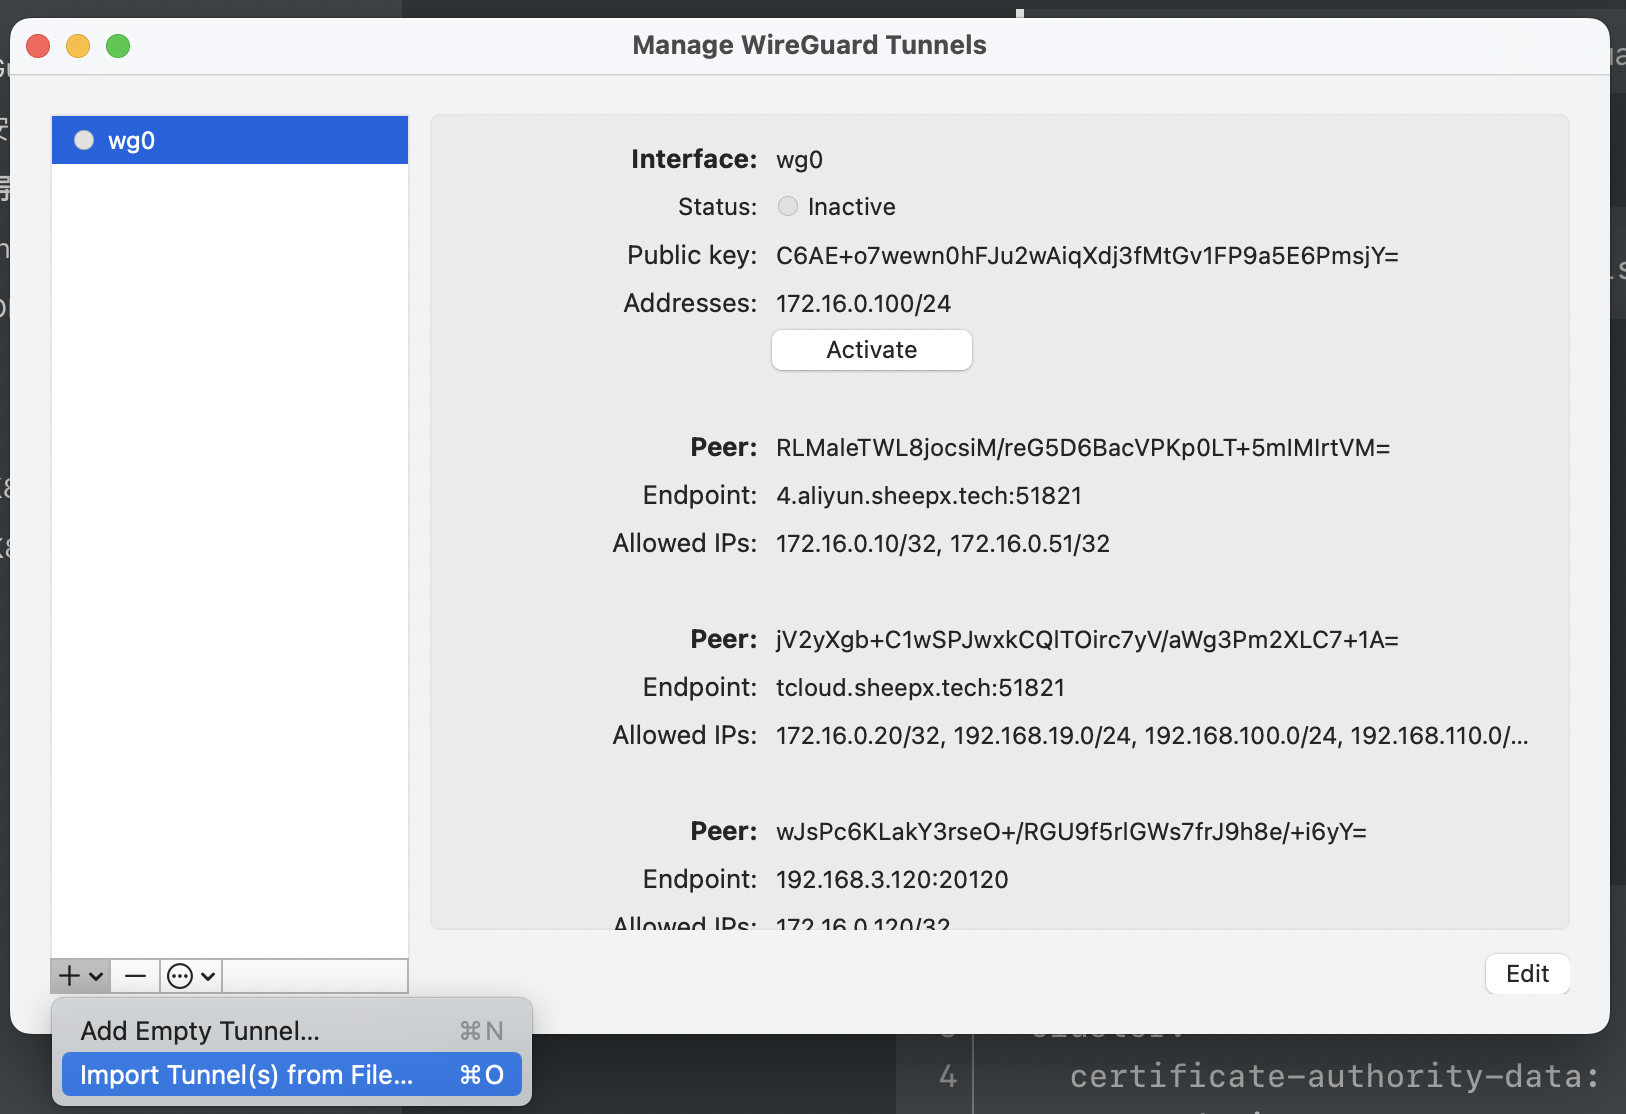 Manage WireGuard Tunnels
wg0
Interface: wg0
Status: Inactive
Public key: C6AE+o7wewn0hFJu2wAiqXdj3fMtGv1FP9a5E6PmsjY=
Addresses: 172.16.0.100/24
Activate
Peer: RLMaleTWL8jocsiM/reG5D6BacVPKp0LT+5mIMIrtVM=
Endpoint: 4.aliyun.sheepx.tech:51821
Allowed IPs: 172.16.0.10/32, 172.16.0.51/32
Peer: jV2yXgb+C1wSPJwxkCQlTOirc7yV/aWg3Pm2XLC7+1A=
Endpoint: tcloud.sheepx.tech:51821
Allowed IPs: 172.16.0.20/32, 192.168.19.0/24, 192.168.100.0/24, 192.168.110.0/...
Peer: wJsPc6KLakY3rseO+/RGU9f5rlGWs7frJ9h8e/+i6yY=
Endpoint: 192.168.3.120:20120
Allowed IPs: 172.16.0.120/32
Edit
Add Empty Tunnel... ⌘N
Import Tunnel(s) from File... ⌘O
cluster:
4 certificate-authority-data: